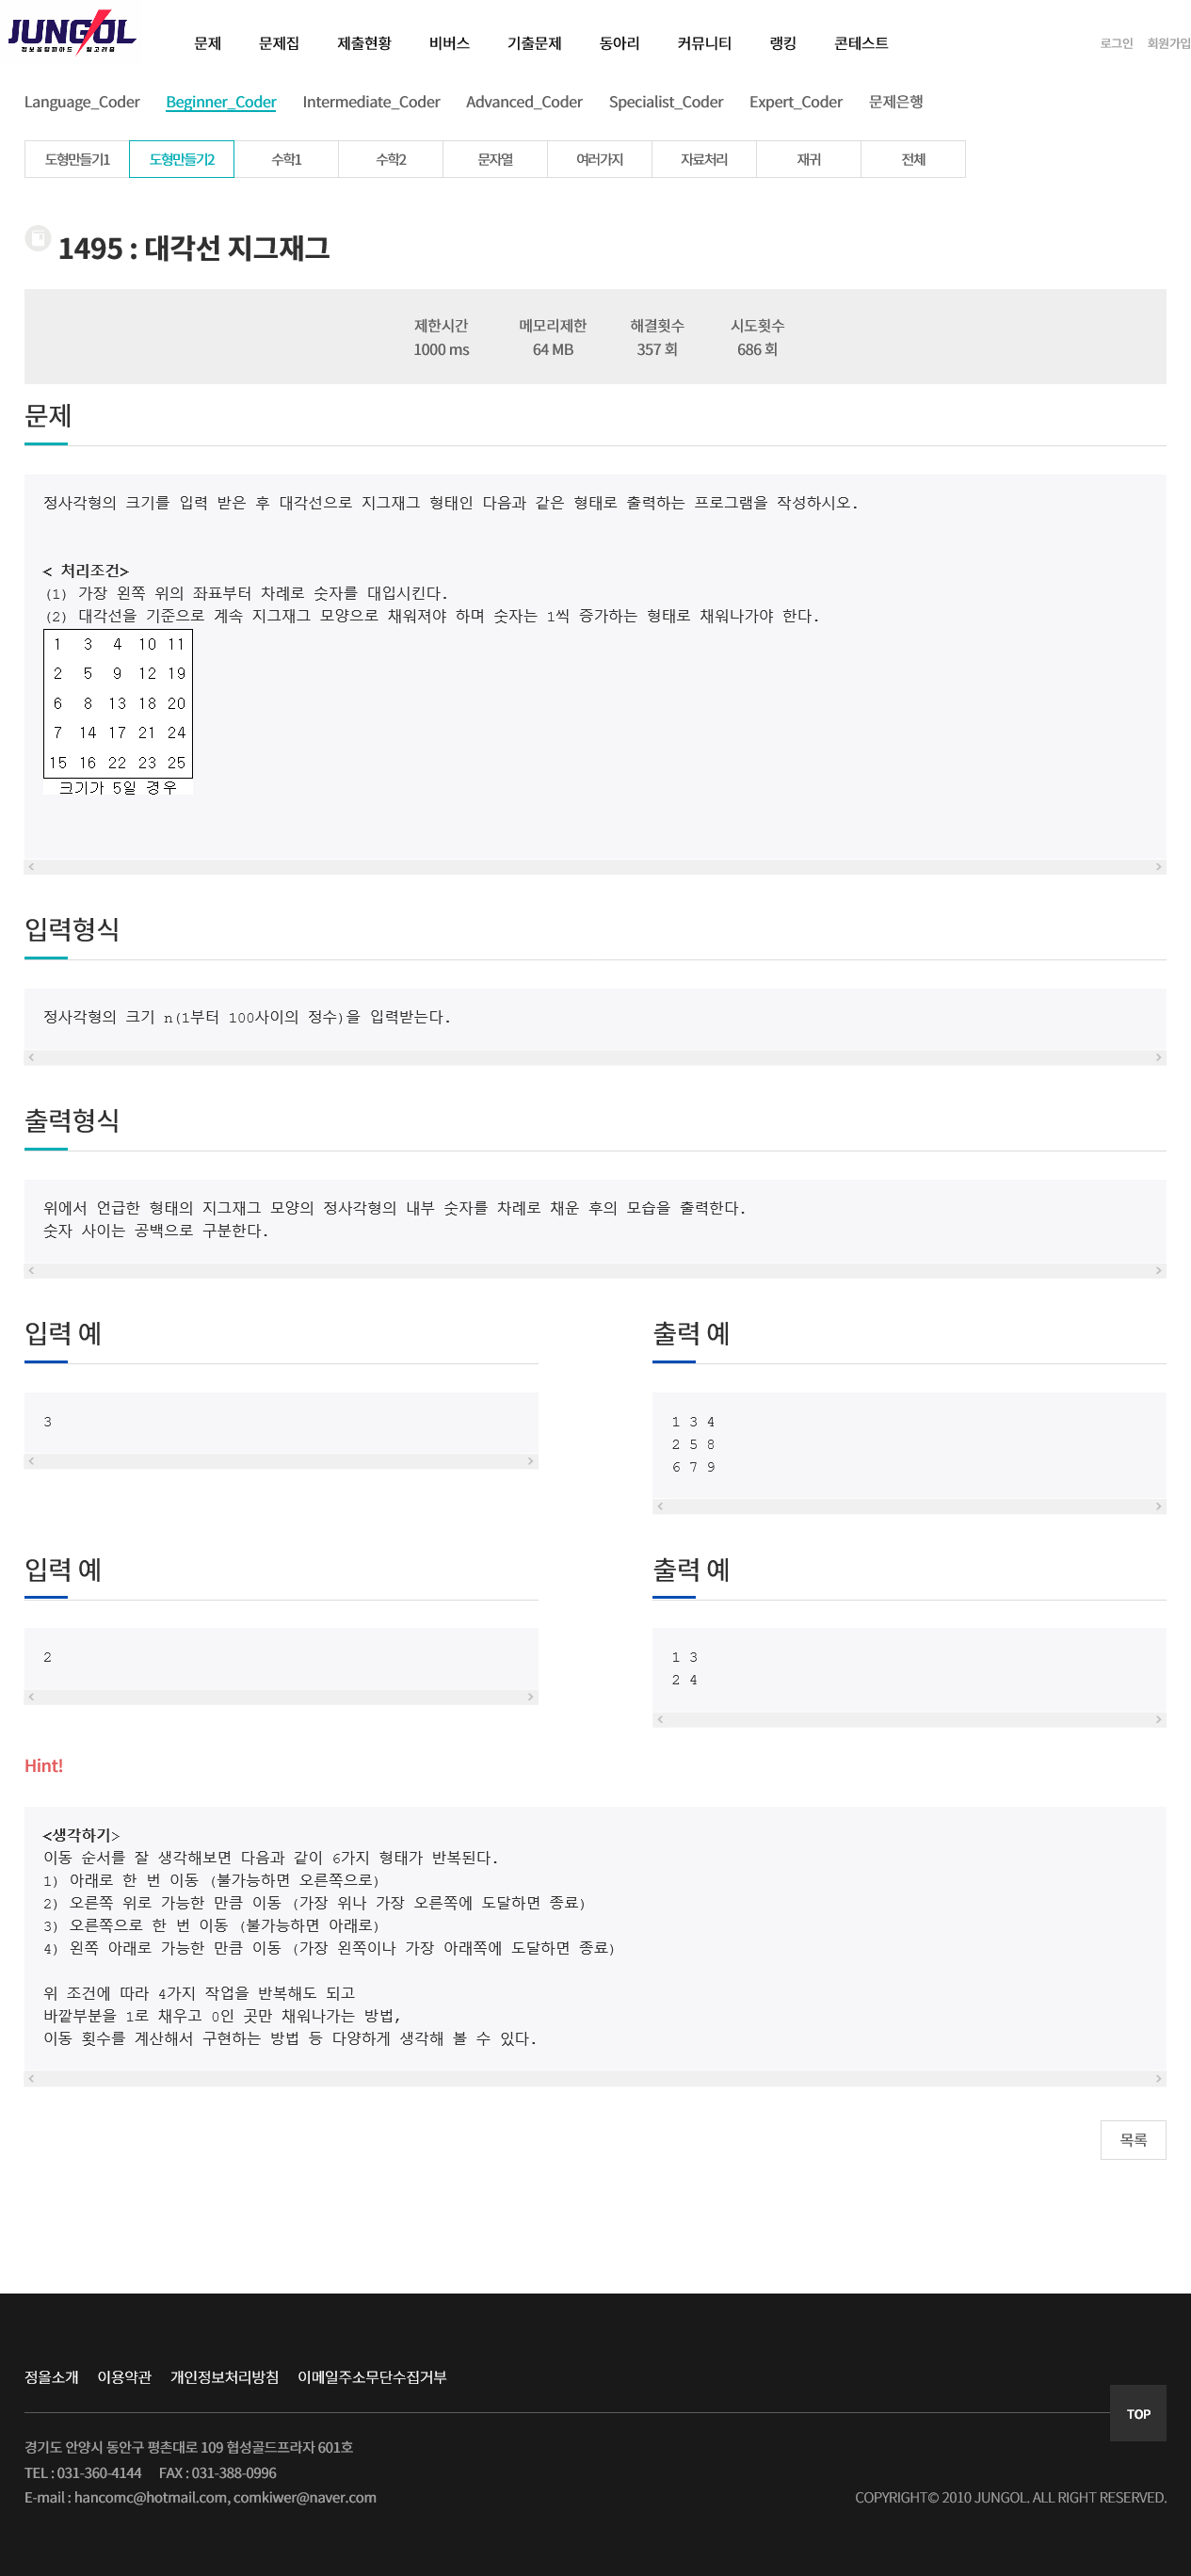 JUNGOL
정보올림피아드 알고리즘
문제 문제집 제출현황 비버스 기출문제 동아리 커뮤니티 랭킹 콘테스트 로그인 회원가입
Language_Coder Beginner_Coder Intermediate_Coder Advanced_Coder Specialist_Coder Expert_Coder 문제은행
도형만들기1 도형만들기2 수학1 수학2 문자열 여러가지 자료처리 재귀 전체
1495 : 대각선 지그재그
제한시간 메모리제한 해결횟수 시도횟수
1000 ms 64 MB 357 회 686 회
문제
정사각형의 크기를 입력 받은 후 대각선으로 지그재그 형태인 다음과 같은 형태로 출력하는 프로그램을 작성하시오.
< 처리조건>
(1) 가장 왼쪽 위의 좌표부터 차례로 숫자를 대입시킨다.
(2) 대각선을 기준으로 계속 지그재그 모양으로 채워져야 하며 숫자는 1씩 증가하는 형태로 채워나가야 한다.
1 3 4 10 11
2 5 9 12 19
6 8 13 18 20
7 14 17 21 24
15 16 22 23 25
크기가 5일 경우
입력형식
정사각형의 크기 n(1부터 100사이의 정수)을 입력받는다.
출력형식
위에서 언급한 형태의 지그재그 모양의 정사각형의 내부 숫자를 차례로 채운 후의 모습을 출력한다.
숫자 사이는 공백으로 구분한다.
입력 예
3
출력 예
1 3 4
2 5 8
6 7 9
입력 예
2
출력 예
1 3
2 4
Hint!
<생각하기>
이동 순서를 잘 생각해보면 다음과 같이 6가지 형태가 반복된다.
1) 아래로 한 번 이동 (불가능하면 오른쪽으로)
2) 오른쪽 위로 가능한 만큼 이동 (가장 위나 가장 오른쪽에 도달하면 종료)
3) 오른쪽으로 한 번 이동 (불가능하면 아래로)
4) 왼쪽 아래로 가능한 만큼 이동 (가장 왼쪽이나 가장 아래쪽에 도달하면 종료)
위 조건에 따라 4가지 작업을 반복해도 되고
바깥부분을 1로 채우고 0인 곳만 채워나가는 방법,
이동 횟수를 계산해서 구현하는 방법 등 다양하게 생각해 볼 수 있다.
목록
정올소개 이용약관 개인정보처리방침 이메일주소무단수집거부
TOP
경기도 안양시 동안구 평촌대로 109 협성골드프라자 601호
TEL : 031-360-4144 FAX : 031-388-0996
E-mail : hancomc@hotmail.com, comkiwer@naver.com
COPYRIGHT© 2010 JUNGOL. ALL RIGHT RESERVED.